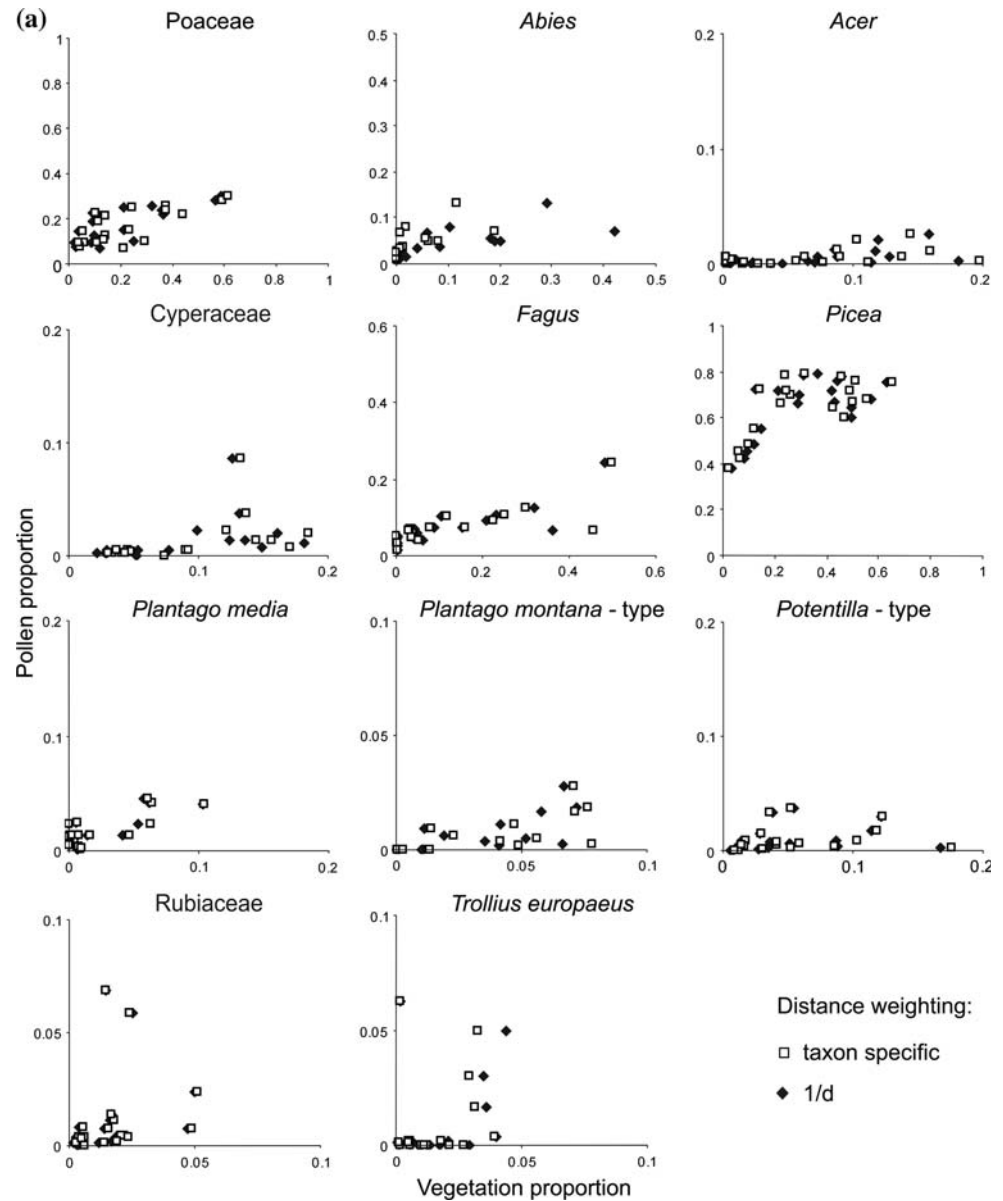 (a)
Poaceae Abies Acer
1 0.5 0.2
0.8 0.4
0.6 0.3
0.1
0.4 0.2
0.2 0.1
0 0 0
0 0.2 0.4 0.6 0.8 1 0 0.1 0.2 0.3 0.4 0.5 0 0.1 0.2
Cyperaceae Fagus Picea
0.2 0.6 1
0.8
0.4
0.6
0.1
0.4
0.2
0.2
0 0 0
0 0.1 0.2 0 0.2 0.4 0.6 0 0.2 0.4 0.6 0.8 1
Pollen proportion
Plantago media Plantago montana - type Potentilla - type
0.2 0.1 0.2
0.1 0.05 0.1
0 0 0
0 0.1 0.2 0 0.05 0.1 0 0.1 0.2
Rubiaceae Trollius europaeus
0.1 0.1
0.05 0.05
0 0
0 0.05 0.1 0 0.05 0.1
Distance weighting:
taxon specific
1/d
Vegetation proportion